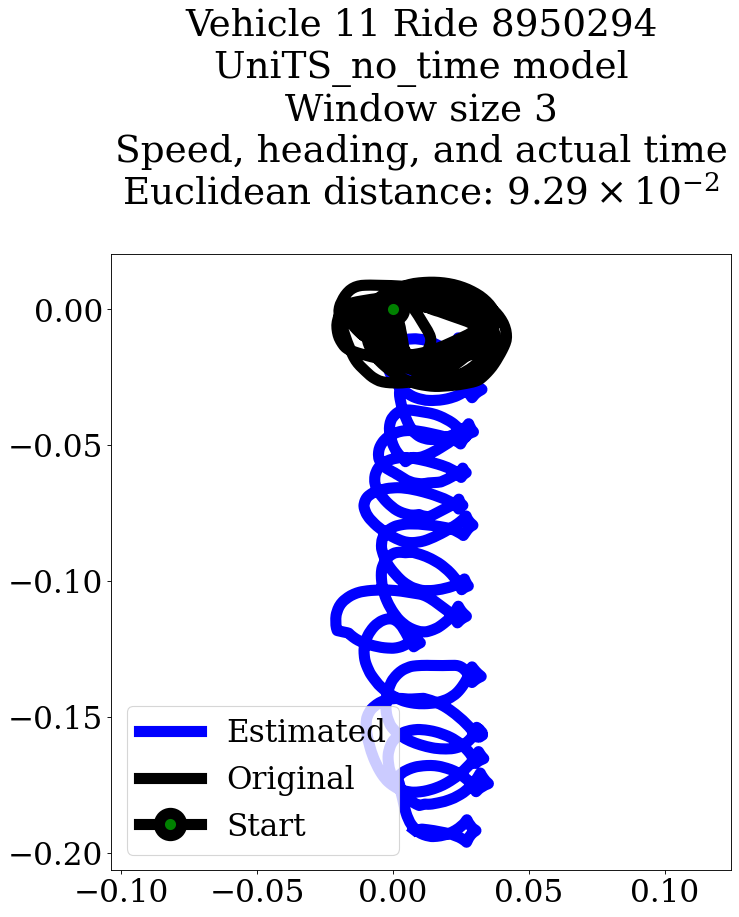 Vehicle 11 Ride 8950294
UniTS_no_time model
Window size 3
Speed, heading, and actual time
Euclidean distance: 9.29 × 10⁻²
0.00
−0.05
−0.10
−0.15
−0.20
Estimated
Original
Start
−0.10 −0.05 0.00 0.05 0.10